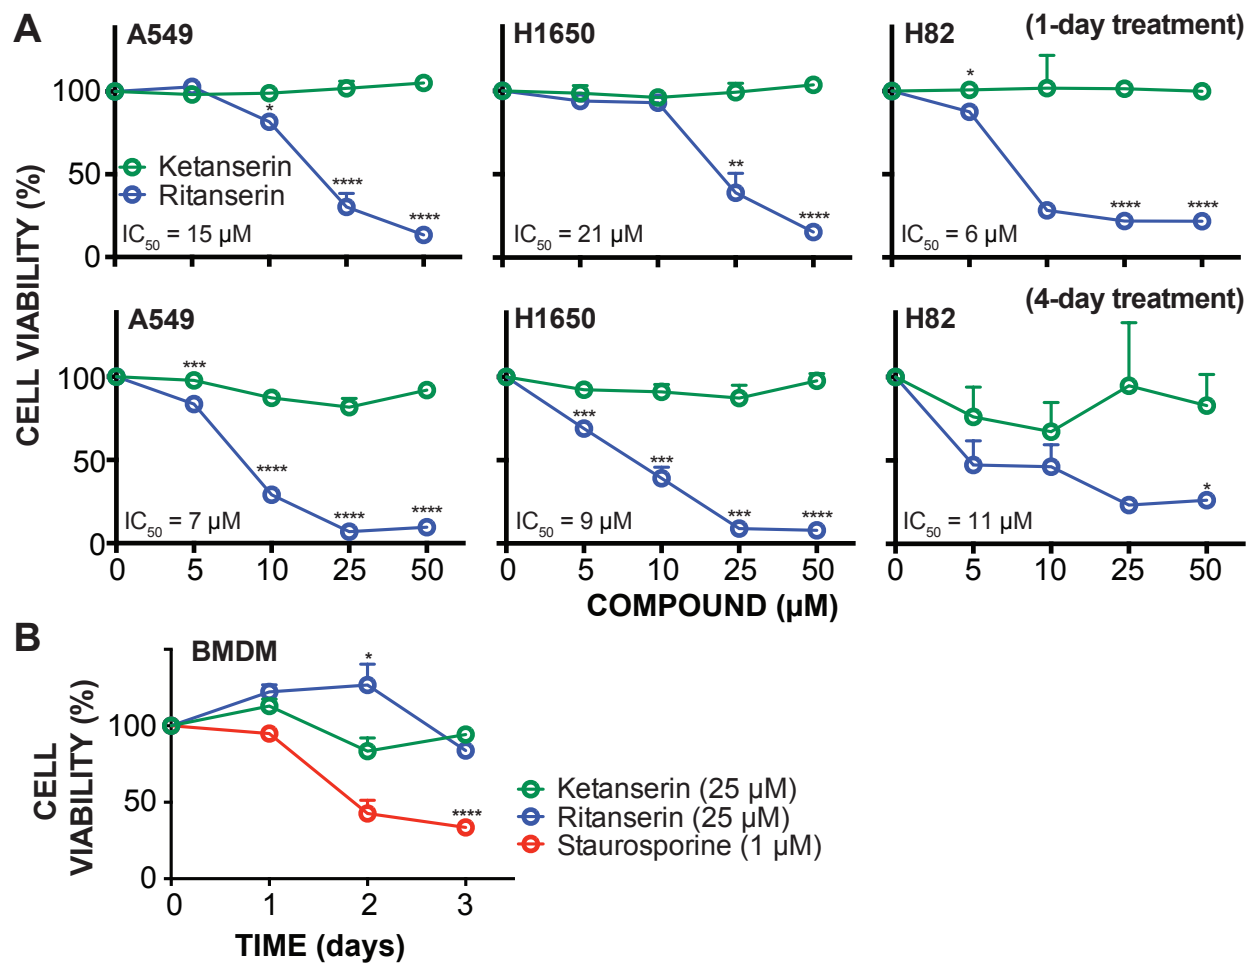 A
A549
H1650
H82
(1-day treatment)
CELL VIABILITY (%)
100
50
0
*
****
****
**
****
*
****
****
Ketanserin
Ritanserin
IC50 = 15 µM
IC50 = 21 µM
IC50 = 6 µM
A549
H1650
H82
(4-day treatment)
100
50
0
***
****
****
****
***
***
***
****
*
IC50 = 7 µM
IC50 = 9 µM
IC50 = 11 µM
0 5 10 25 50
0 5 10 25 50
0 5 10 25 50
COMPOUND (µM)
B
BMDM
CELL
VIABILITY (%)
100
50
0
*
****
0 1 2 3
TIME (days)
Ketanserin (25 µM)
Ritanserin (25 µM)
Staurosporine (1 µM)